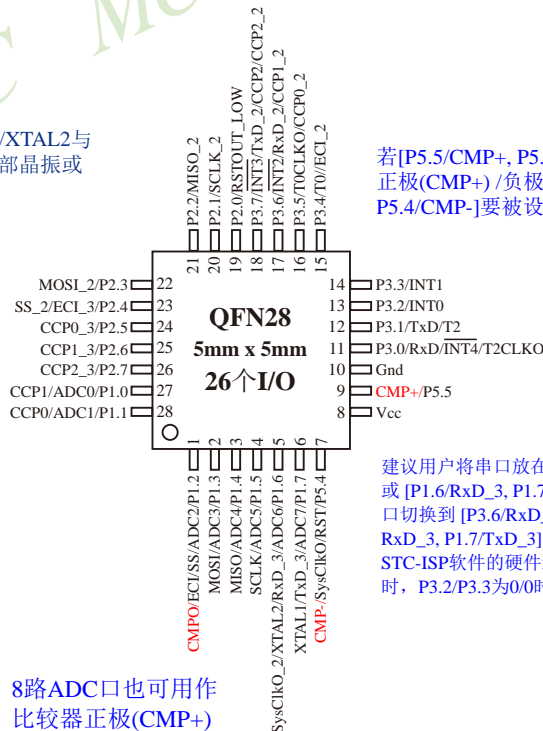 C MC
/XTAL2与
部晶振或
若[P5.5/CMP+, P5.
正极(CMP+) /负极
P5.4/CMP-]要被设
P2.2/MISO_2
P2.1/SCLK_2
P2.0/RSTOUT_LOW
P3.7/INT3/TxD_2/CCP2/CCP2_2
P3.6/INT2/RxD_2/CCP1_2
P3.5/T0CLKO/CCP0_2
P3.4/T0//ECI_2
21
20
19
18
17
16
15
MOSI_2/P2.3 22
SS_2/ECI_3/P2.4 23
CCP0_3/P2.5 24
CCP1_3/P2.6 25
CCP2_3/P2.7 26
CCP1/ADC0/P1.0 27
CCP0/ADC1/P1.1 28
QFN28
5mm x 5mm
26个I/O
14 P3.3/INT1
13 P3.2/INT0
12 P3.1/TxD/T2
11 P3.0/RxD/INT4/T2CLKO
10 Gnd
9 CMP+/P5.5
8 Vcc
1
2
3
4
5
6
7
CMPO/ECI/SS/ADC2/P1.2
MOSI/ADC3/P1.3
MISO/ADC4/P1.4
SCLK/ADC5/P1.5
SysClkO_2/XTAL2/RxD_3/ADC6/P1.6
XTAL1/TxD_3/ADC7/P1.7
CMP-/SysClkO/RST/P5.4
建议用户将串口放在
或 [P1.6/RxD_3, P1.7
口切换到 [P3.6/RxD_
RxD_3, P1.7/TxD_3]
STC-ISP软件的硬件
时，P3.2/P3.3为0/0时
8路ADC口也可用作
比较器正极(CMP+)